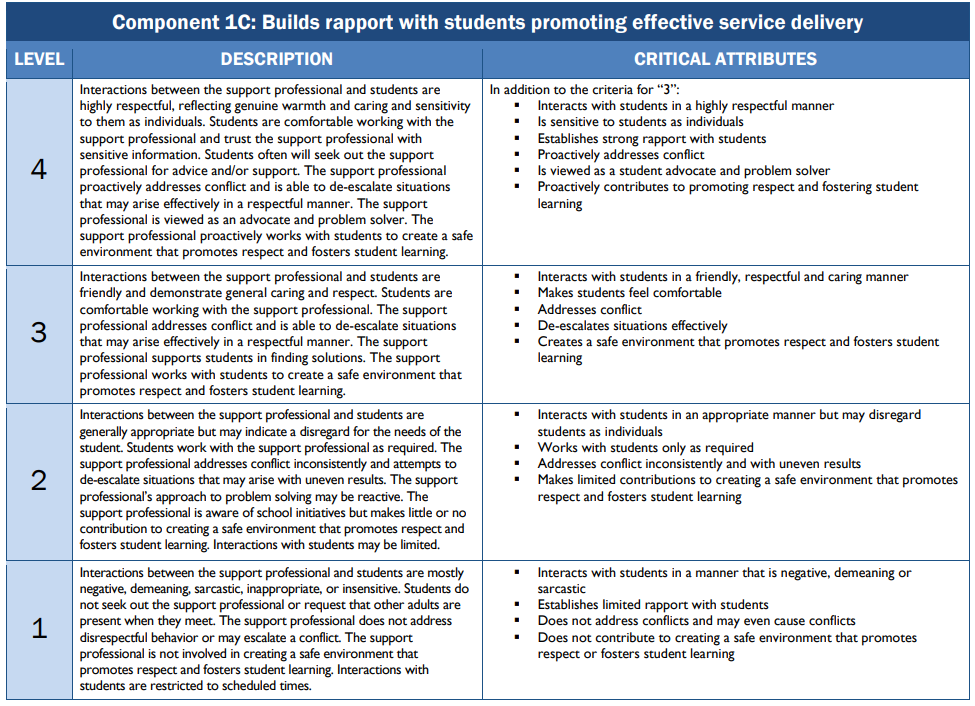 Component 1C: Builds rapport with students promoting effective service delivery
LEVEL
DESCRIPTION
CRITICAL ATTRIBUTES
4
Interactions between the support professional and students are
highly respectful, reflecting genuine warmth and caring and sensitivity
to them as individuals. Students are comfortable working with the
support professional and trust the support professional with
sensitive information. Students often will seek out the support
professional for advice and/or support. The support professional
proactively addresses conflict and is able to de-escalate situations
that may arise effectively in a respectful manner. The support
professional is viewed as an advocate and problem solver. The
support professional proactively works with students to create a safe
environment that promotes respect and fosters student learning.
In addition to the criteria for “3”:
▪ Interacts with students in a highly respectful manner
▪ Is sensitive to students as individuals
▪ Establishes strong rapport with students
▪ Proactively addresses conflict
▪ Is viewed as a student advocate and problem solver
▪ Proactively contributes to promoting respect and fostering student
learning
3
Interactions between the support professional and students are
friendly and demonstrate general caring and respect. Students are
comfortable working with the support professional. The support
professional addresses conflict and is able to de-escalate situations
that may arise effectively in a respectful manner. The support
professional supports students in finding solutions. The support
professional works with students to create a safe environment that
promotes respect and fosters student learning.
▪ Interacts with students in a friendly, respectful and caring manner
▪ Makes students feel comfortable
▪ Addresses conflict
▪ De-escalates situations effectively
▪ Creates a safe environment that promotes respect and fosters student
learning
2
Interactions between the support professional and students are
generally appropriate but may indicate a disregard for the needs of the
student. Students work with the support professional as required. The
support professional addresses conflict inconsistently and attempts to
de-escalate situations that may arise with uneven results. The support
professional’s approach to problem solving may be reactive. The
support professional is aware of school initiatives but makes little or no
contribution to creating a safe environment that promotes respect and
fosters student learning. Interactions with students may be limited.
▪ Interacts with students in an appropriate manner but may disregard
students as individuals
▪ Works with students only as required
▪ Addresses conflict inconsistently and with uneven results
▪ Makes limited contributions to creating a safe environment that promotes
respect and fosters student learning
1
Interactions between the support professional and students are mostly
negative, demeaning, sarcastic, inappropriate, or insensitive. Students do
not seek out the support professional or request that other adults are
present when they meet. The support professional does not address
disrespectful behavior or may escalate a conflict. The support
professional is not involved in creating a safe environment that
promotes respect and fosters student learning. Interactions with
students are restricted to scheduled times.
▪ Interacts with students in a manner that is negative, demeaning or
sarcastic
▪ Establishes limited rapport with students
▪ Does not address conflicts and may even cause conflicts
▪ Does not contribute to creating a safe environment that promotes
respect or fosters student learning